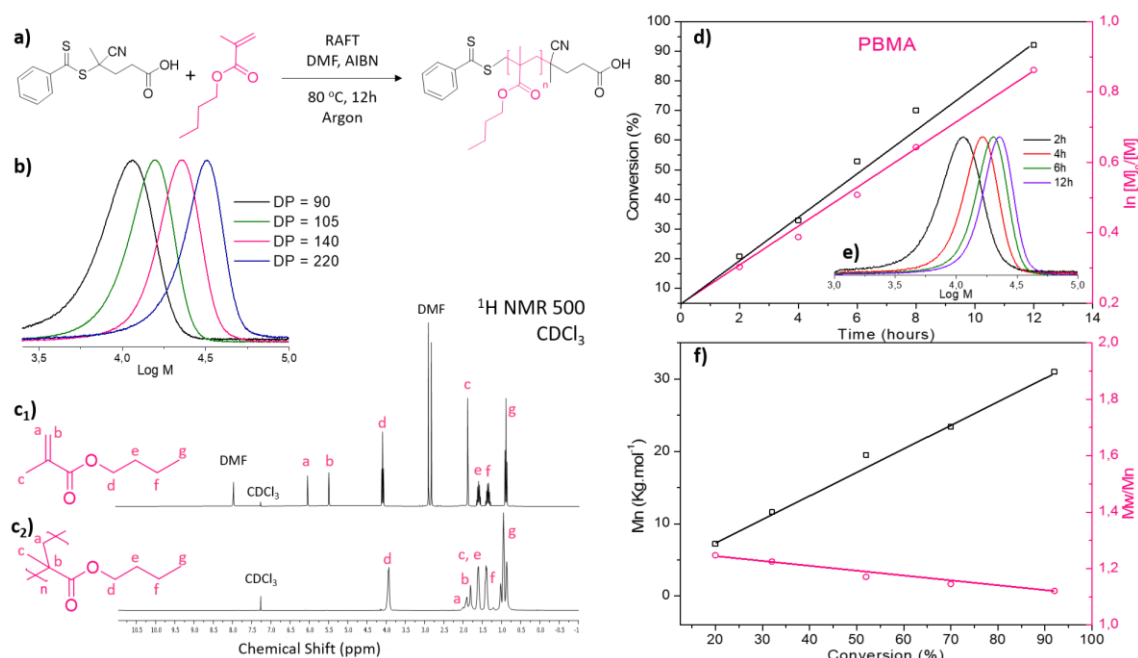 a)
S
CN
S
OH
O
+
O
O
RAFT
DMF, AIBN
80 °C, 12h
Argon
S
S
CN
n
OH
O
O
O
b)
DP = 90
DP = 105
DP = 140
DP = 220
3,5 4,0 4,5 5,0
Log M
¹H NMR 500
CDCl₃
c₁)
a b
c
O
O
d
e
f
g
DMF
CDCl₃
a
b
d
DMF
c
e
f
g
c₂)
a
c
b
n
O
O
d
e
f
g
CDCl₃
d
a
b
c, e
f
g
10.5 10.0 9.5 9.0 8.5 8.0 7.5 7.0 6.5 6.0 5.5 5.0 4.5 4.0 3.5 3.0 2.5 2.0 1.5 1.0 0.5 0.0 -0.5 -1
Chemical Shift (ppm)
d)
PBMA
100
90
80
70
60
50
40
30
20
10
Conversion (%)
0 2 4 6 8 10 12 14
Time (hours)
1,0
0,8
0,6
0,4
0,2
ln [M]₀/[M]
2h
4h
6h
12h
e)
3,0 3,5 4,0 4,5 5,0
Log M
f)
30
20
10
0
Mn (Kg.mol⁻¹)
20 30 40 50 60 70 80 90 100
Conversion (%)
2,0
1,8
1,6
1,4
1,2
1,0
Mw/Mn